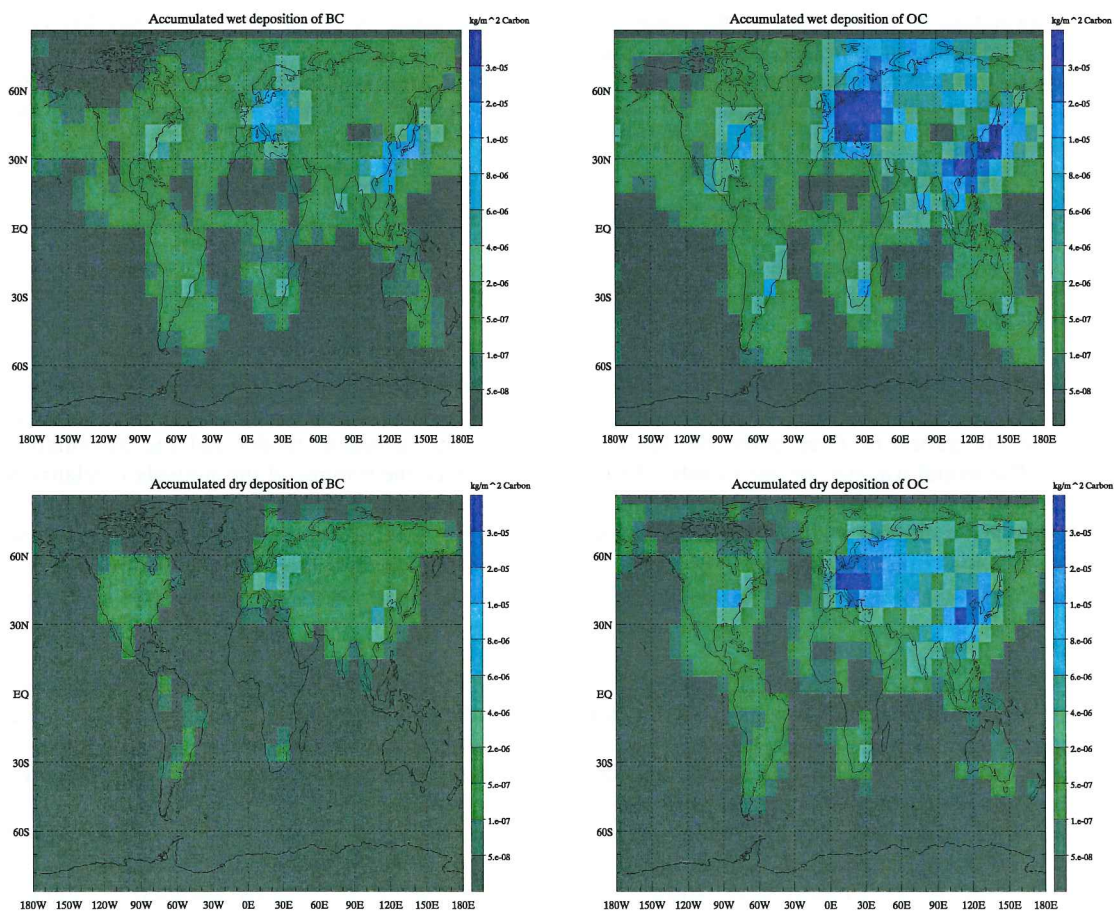 Accumulated wet deposition of BC
kg/m^2 Carbon
3.e-05
2.e-05
1.e-05
8.e-06
6.e-06
4.e-06
2.e-06
5.e-07
1.e-07
5.e-08
60N
30N
EQ
30S
60S
180W 150W 120W 90W 60W 30W 0E 30E 60E 90E 120E 150E 180E
Accumulated wet deposition of OC
kg/m^2 Carbon
3.e-05
2.e-05
1.e-05
8.e-06
6.e-06
4.e-06
2.e-06
5.e-07
1.e-07
5.e-08
60N
30N
EQ
30S
60S
180W 150W 120W 90W 60W 30W 0E 30E 60E 90E 120E 150E 180E
Accumulated dry deposition of BC
kg/m^2 Carbon
3.e-05
2.e-05
1.e-05
8.e-06
6.e-06
4.e-06
2.e-06
5.e-07
1.e-07
5.e-08
60N
30N
EQ
30S
60S
180W 150W 120W 90W 60W 30W 0E 30E 60E 90E 120E 150E 180E
Accumulated dry deposition of OC
kg/m^2 Carbon
3.e-05
2.e-05
1.e-05
8.e-06
6.e-06
4.e-06
2.e-06
5.e-07
1.e-07
5.e-08
60N
30N
EQ
30S
60S
180W 150W 120W 90W 60W 30W 0E 30E 60E 90E 120E 150E 180E